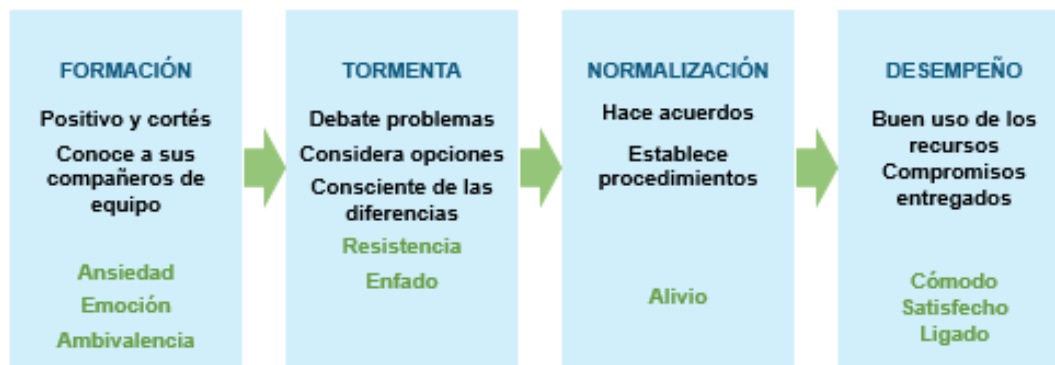 FORMACIÓN
Positivo y cortés
Conoce a sus
compañeros de
equipo
Ansiedad
Emoción
Ambivalencia
TORMENTA
Debate problemas
Considera opciones
Consciente de las
diferencias
Resistencia
Enfado
NORMALIZACIÓN
Hace acuerdos
Establece
procedimientos
Alivio
DESEMPEÑO
Buen uso de los
recursos
Compromisos
entregados
Cómodo
Satisfecho
Ligado